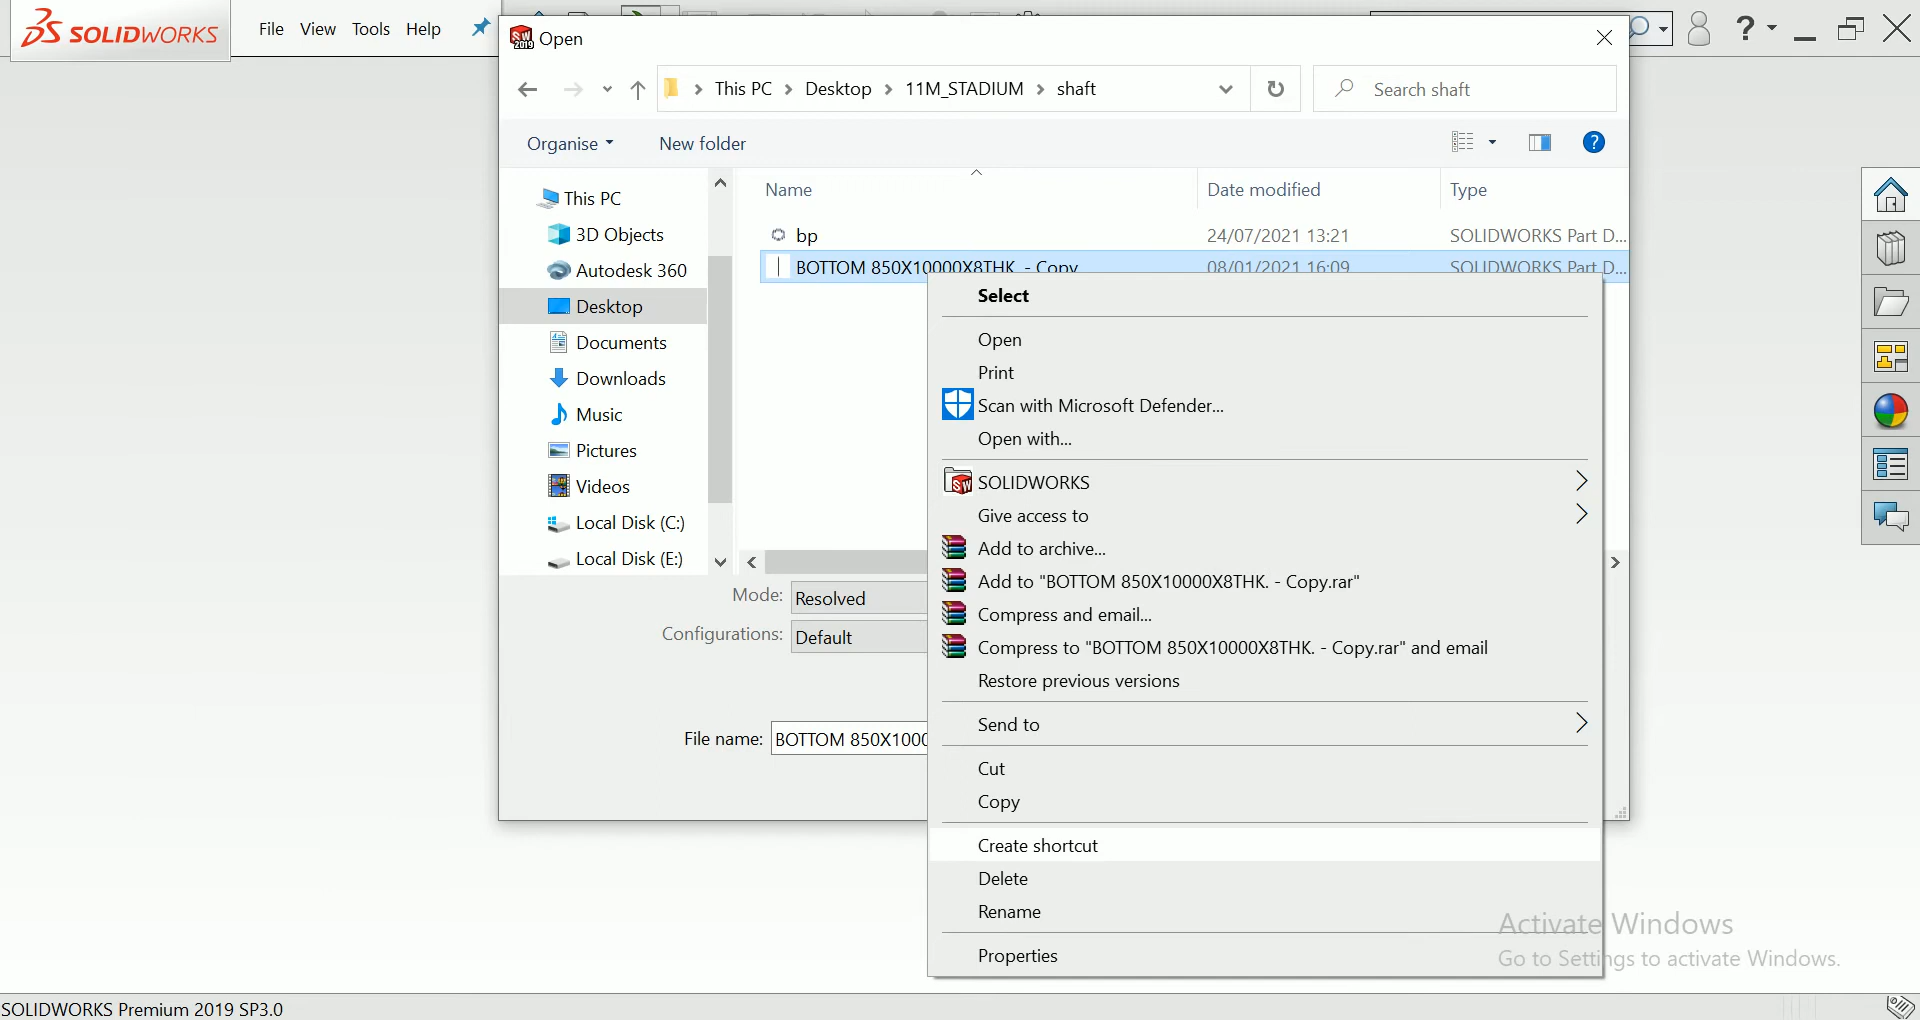 SOLIDWORKS File View Tools Help
SW 2019 Open
This PC > Desktop > 11M_STADIUM > shaft
Search shaft
Organise New folder
Name Date modified Type
This PC
3D Objects
Autodesk 360
Desktop
Documents
Downloads
Music
Pictures
Videos
Local Disk (C:)
Local Disk (E:)
bp 24/07/2021 13:21 SOLIDWORKS Part D...
BOTTOM 850X10000X8THK. - Copy 08/01/2021 16:09 SOLIDWORKS Part D...
Select
Open
Print
Scan with Microsoft Defender...
Open with...
SOLIDWORKS
Give access to
Add to archive...
Add to "BOTTOM 850X10000X8THK. - Copy.rar"
Compress and email...
Compress to "BOTTOM 850X10000X8THK. - Copy.rar" and email
Restore previous versions
Send to
Cut
Copy
Create shortcut
Delete
Rename
Properties
Mode: Resolved
Configurations: Default
File name: BOTTOM 850X1000
Activate Windows
Go to Settings to activate Windows.
SOLIDWORKS Premium 2019 SP3.0